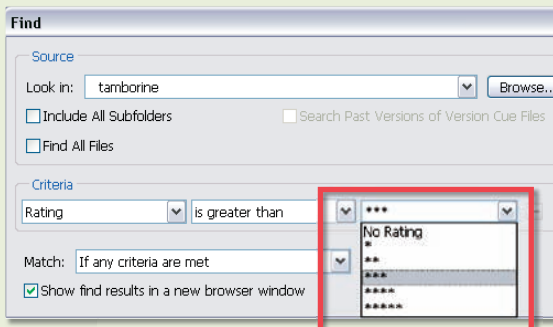 Find
Source
Look in: tamborine Browse..
Include All Subfolders Search Past Versions of Version Cue Files
Find All Files
Criteria
Rating is greater than ***
No Rating
*
**
***
****
*****
Match: If any criteria are met
Show find results in a new browser window